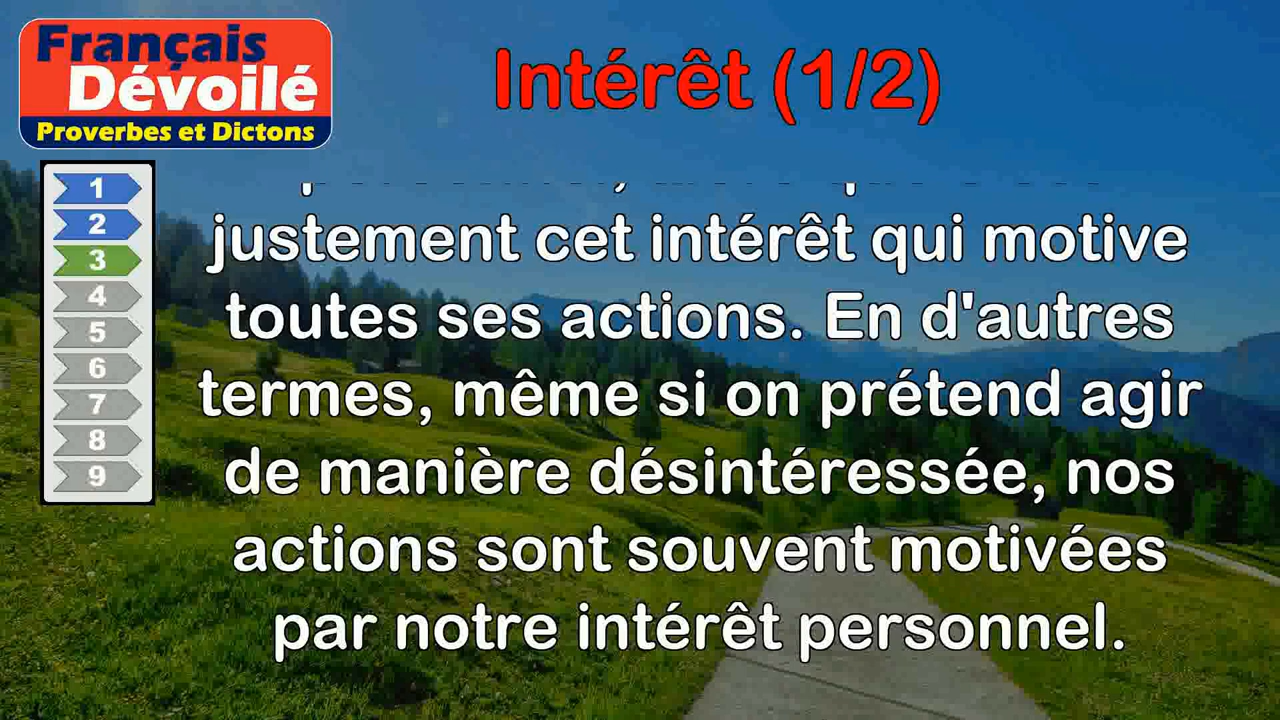 Français
Dévoilé
Proverbes et Dictons
Intérêt (1/2)
1
2
3
4
5
6
7
8
9
justement cet intérêt qui motive
toutes ses actions. En d'autres
termes, même si on prétend agir
de manière désintéressée, nos
actions sont souvent motivées
par notre intérêt personnel.